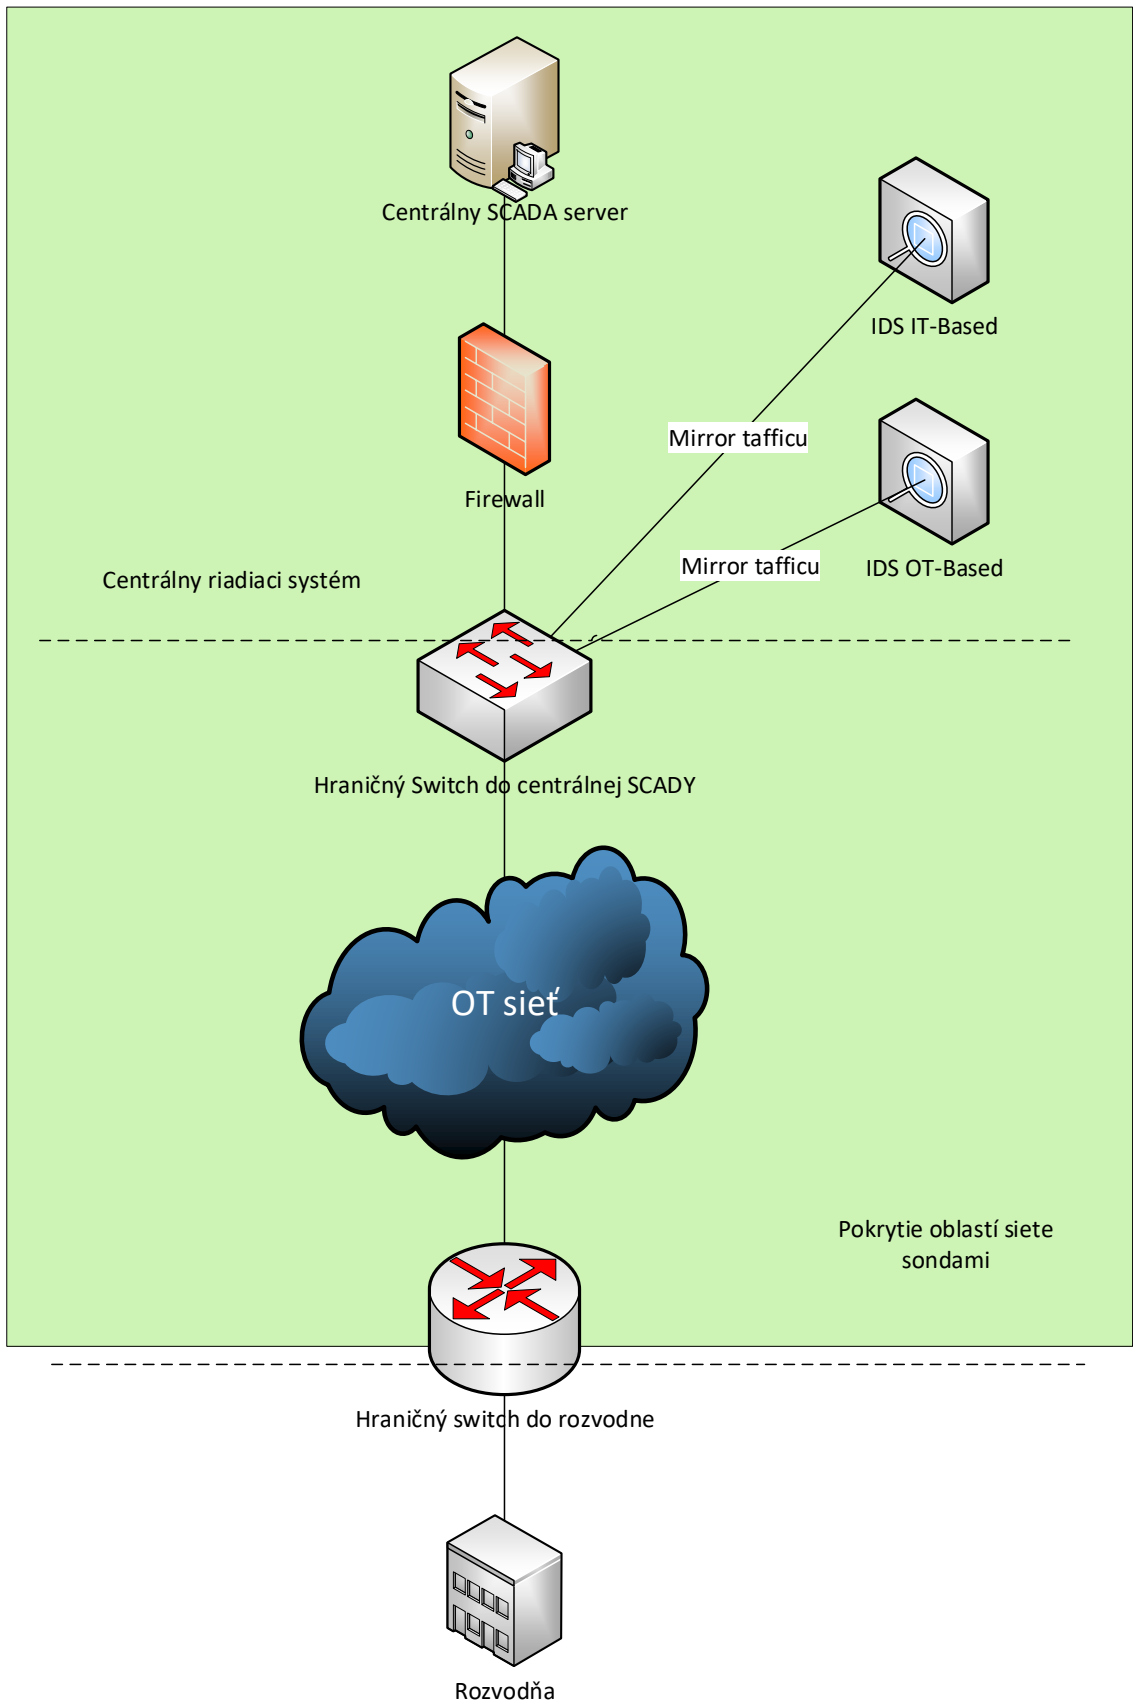 Centrálny SCADA server
IDS IT-Based
Mirror tafficu
Firewall
Mirror tafficu
IDS OT-Based
Centrálny riadiaci systém
Hraničný Switch do centrálnej SCADY
OT sieť
Pokrytie oblastí siete
sondami
Hraničný switch do rozvodne
Rozvodňa